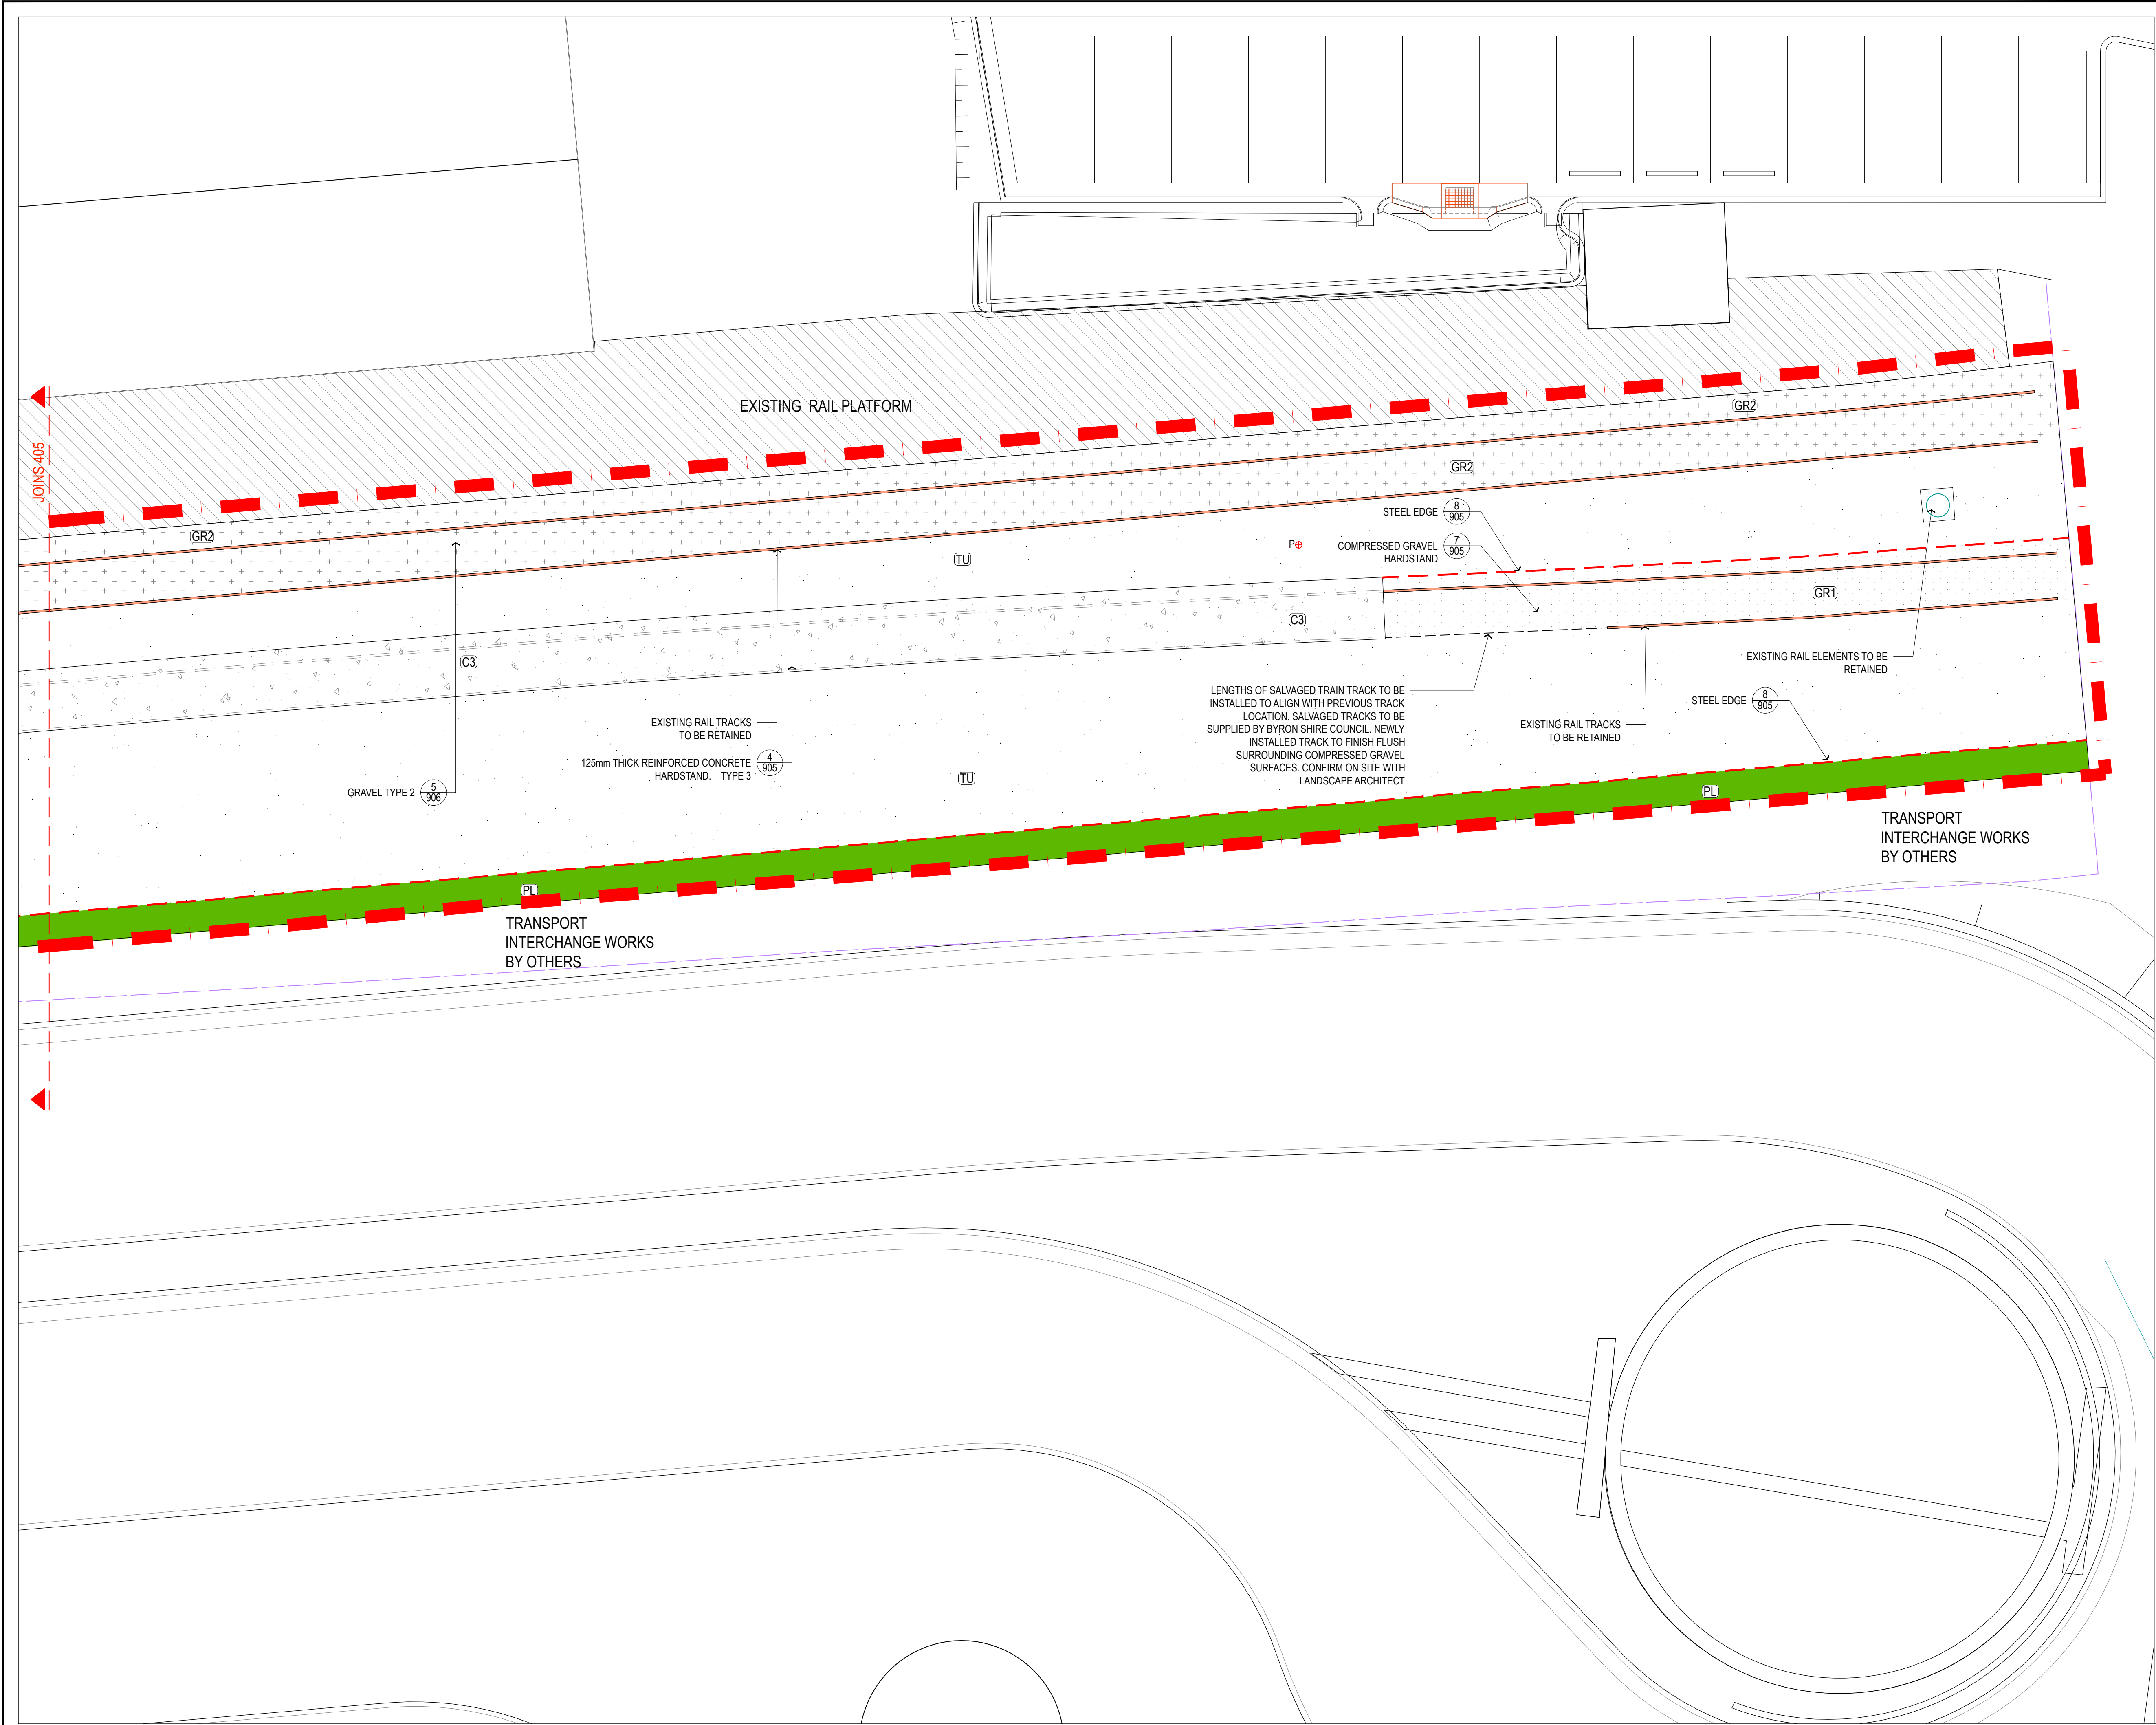 EXISTING RAIL PLATFORM
JOINS 405
GR2
GR2
GR2
STEEL EDGE
8
905
P
COMPRESSED GRAVEL
HARDSTAND
7
905
TU
GR1
C3
C3
EXISTING RAIL ELEMENTS TO BE
RETAINED
LENGTHS OF SALVAGED TRAIN TRACK TO BE
INSTALLED TO ALIGN WITH PREVIOUS TRACK
LOCATION. SALVAGED TRACKS TO BE
SUPPLIED BY BYRON SHIRE COUNCIL. NEWLY
INSTALLED TRACK TO FINISH FLUSH
SURROUNDING COMPRESSED GRAVEL
SURFACES. CONFIRM ON SITE WITH
LANDSCAPE ARCHITECT
STEEL EDGE
8
905
EXISTING RAIL TRACKS
TO BE RETAINED
EXISTING RAIL TRACKS
TO BE RETAINED
125mm THICK REINFORCED CONCRETE
HARDSTAND. TYPE 3
4
905
GRAVEL TYPE 2
5
906
TU
PL
TRANSPORT
INTERCHANGE WORKS
BY OTHERS
PL
TRANSPORT
INTERCHANGE WORKS
BY OTHERS